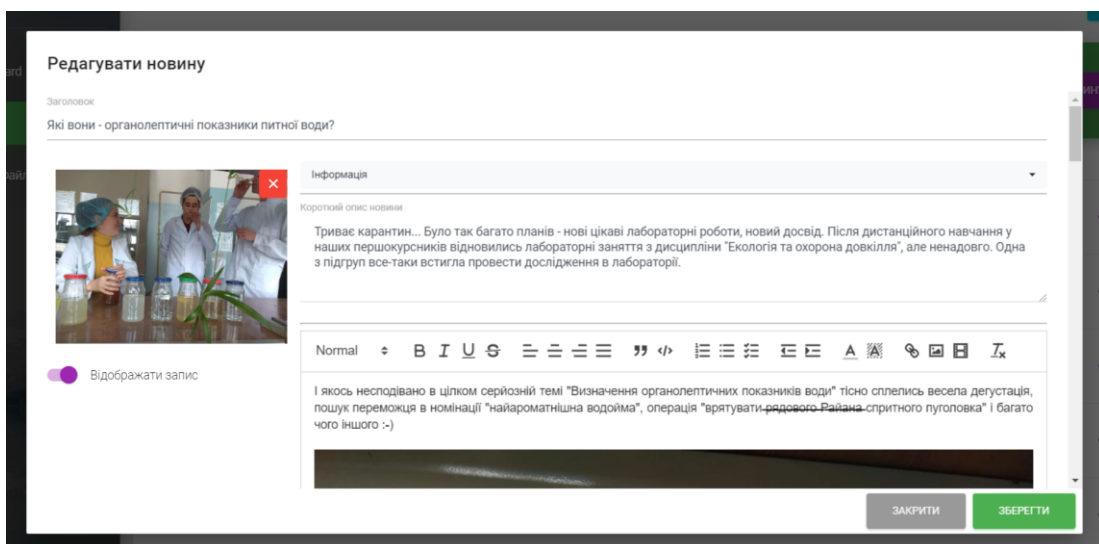 ard
инт
райл
Редагувати новину
Заголовок
Які вони - органолептичні показники питної води?
Інформація
Короткий опис новини
Триває карантин... Було так багато планів - нові цікаві лабораторні роботи, новий досвід. Після дистанційного навчання у
наших першокурсників відновились лабораторні заняття з дисципліни "Екологія та охорона довкілля", але ненадовго. Одна
з підгруп все-таки встигла провести дослідження в лабораторії.
Відображати запис
Normal
І якось несподівано в цілком серйозній темі "Визначення органолептичних показників води" тісно сплелись весела дегустація,
пошук переможця в номінації "найароматнішна водойма", операція "врятувати рядового Райана спритного пуголовка" і багато
чого іншого :-)
ЗАКРИТИ
ЗБЕРЕГТИ